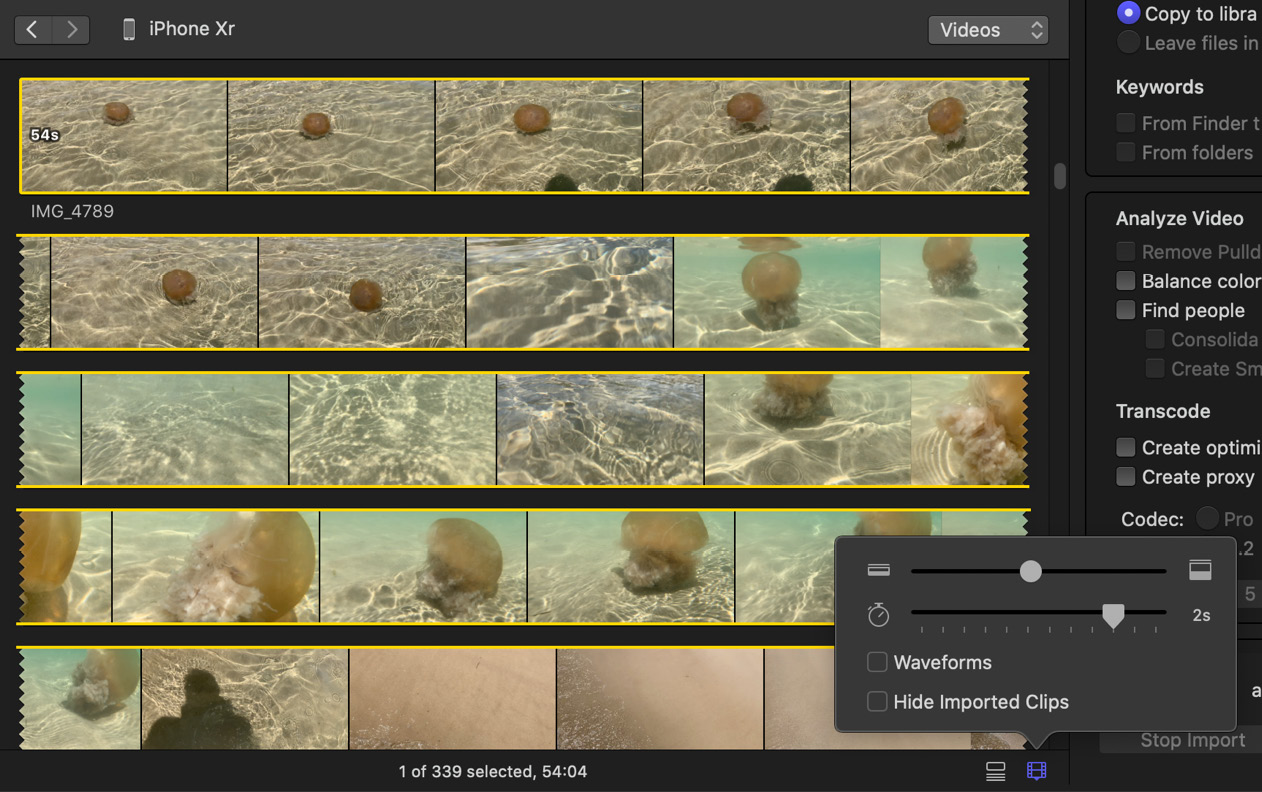 iPhone Xr
Videos
Copy to libra
Leave files in
Keywords
From Finder t
From folders
54s
IMG_4789
Analyze Video
Remove Pulld
Balance color
Find people
Consolida
Create Sm
Transcode
Create optimi
Create proxy
Codec: Pro
.2
5
2s
Waveforms
Hide Imported Clips
a
Stop Import
1 of 339 selected, 54:04